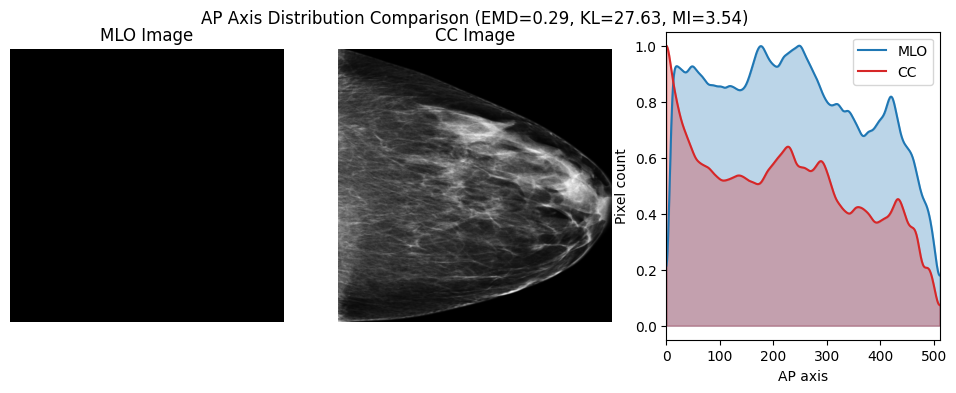 AP Axis Distribution Comparison (EMD=0.29, KL=27.63, MI=3.54)
MLO Image
CC Image
MLO
CC
Pixel count
1.0
0.8
0.6
0.4
0.2
0.0
0 100 200 300 400 500
AP axis